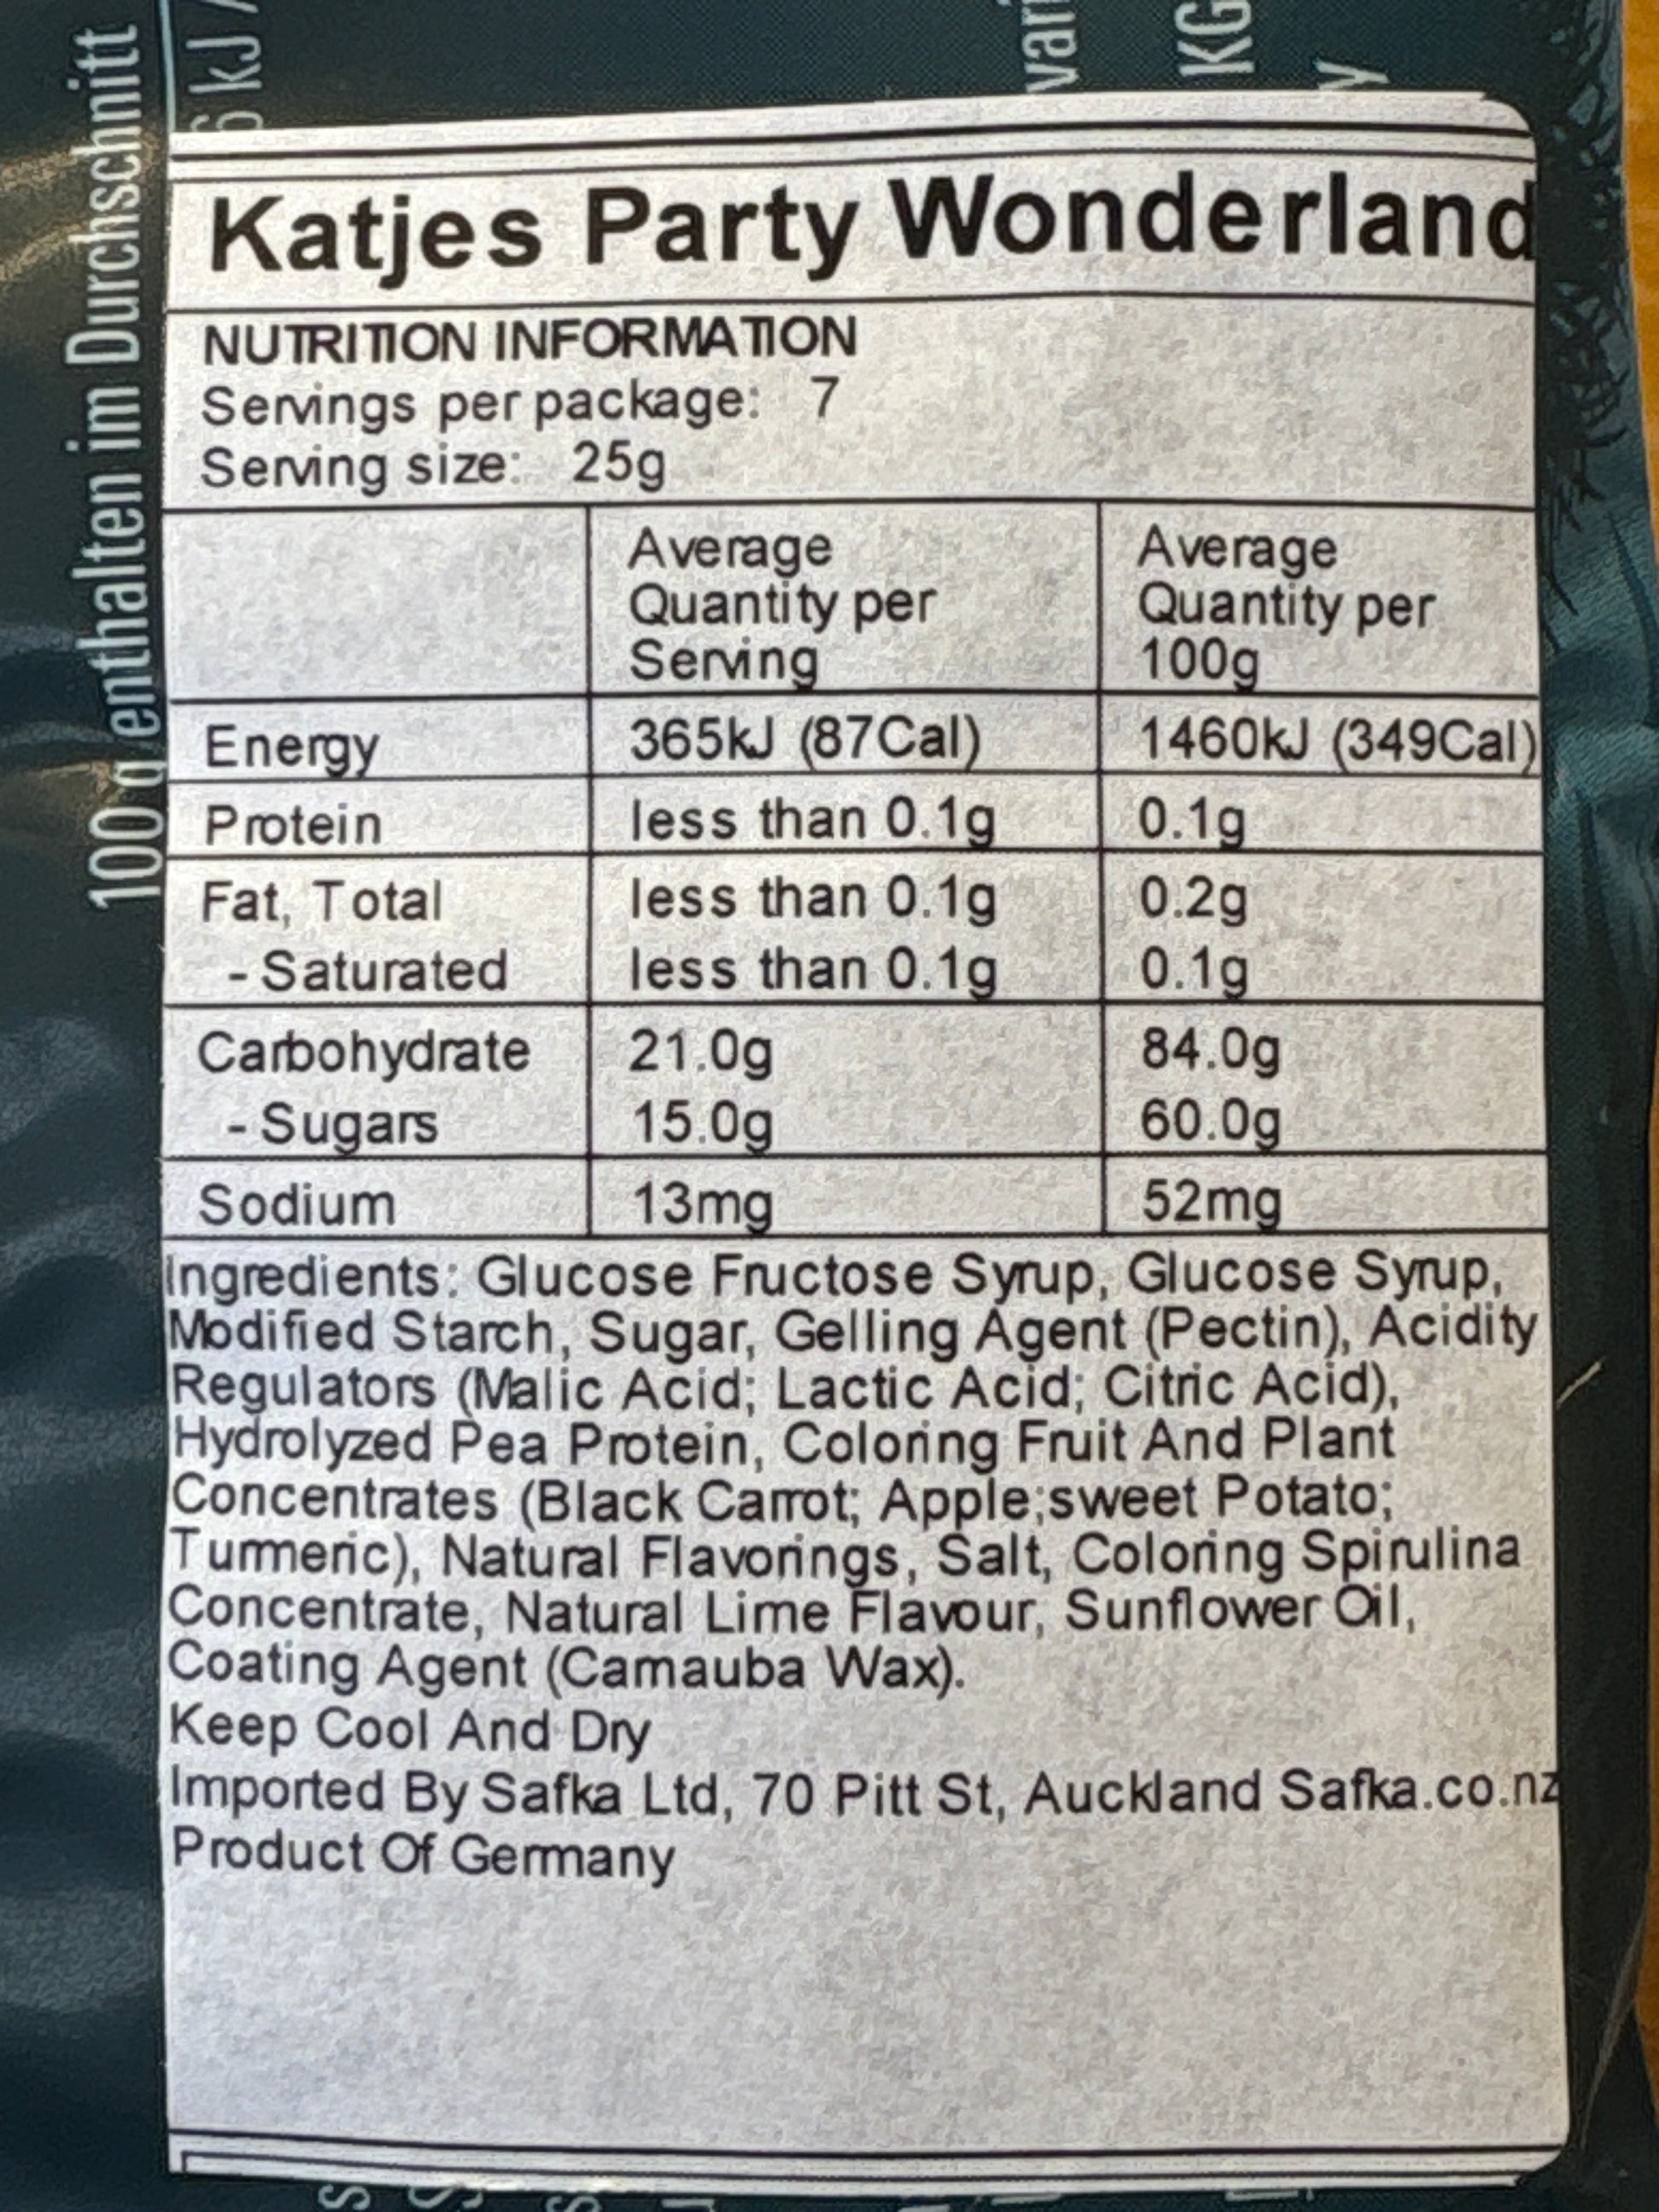 100 g enthalten im Durchschnitt
6 kJ /
vari
KG
y
Katjes Party Wonderland
NUTRITION INFORMATION
Servings per package: 7
Serving size: 25g
Average Quantity per Serving
Average Quantity per 100g
Energy 365kJ (87Cal) 1460kJ (349Cal)
Protein less than 0.1g 0.1g
Fat, Total less than 0.1g 0.2g
- Saturated less than 0.1g 0.1g
Carbohydrate 21.0g 84.0g
- Sugars 15.0g 60.0g
Sodium 13mg 52mg
Ingredients: Glucose Fructose Syrup, Glucose Syrup,
Modified Starch, Sugar, Gelling Agent (Pectin), Acidity
Regulators (Malic Acid; Lactic Acid; Citric Acid),
Hydrolyzed Pea Protein, Coloring Fruit And Plant
Concentrates (Black Carrot; Apple;sweet Potato;
Turmeric), Natural Flavorings, Salt, Coloring Spirulina
Concentrate, Natural Lime Flavour, Sunflower Oil,
Coating Agent (Carnauba Wax).
Keep Cool And Dry
Imported By Safka Ltd, 70 Pitt St, Auckland Safka.co.nz
Product Of Germany